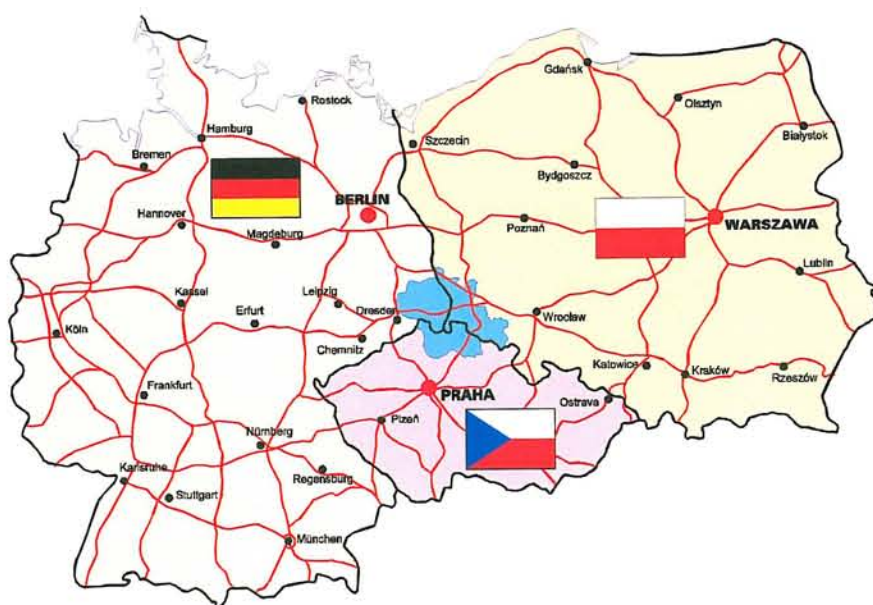 Gdańsk
Rostock
Olsztyn
Hamburg
Szczecin
Białystok
Bremen
Bydgoszcz
BERLIN
Hannover
Poznań
WARSZAWA
Magdeburg
Lublin
Kassel
Leipzig
Erfurt
Dresden
Wrocław
Köln
Chemnitz
Katowice
Kraków
Rzeszów
Frankfurt
PRAHA
Ostrava
Plzeň
Nürnberg
Karlsruhe
Regensburg
Stuttgart
München